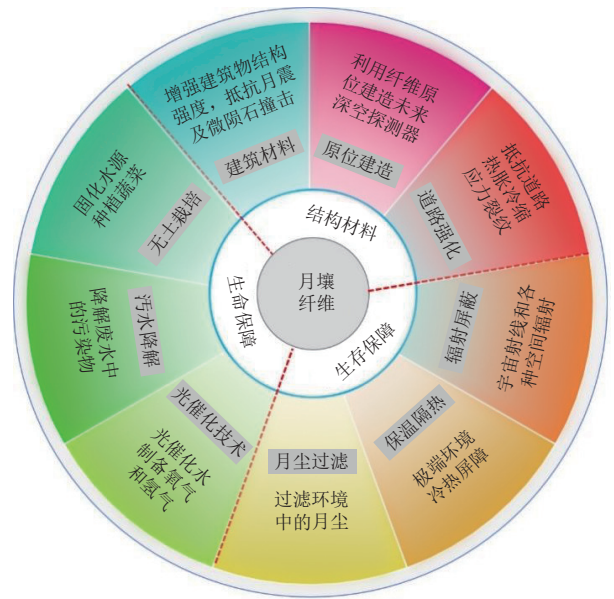 月壤
纤维
结构材料
生存保障
生命保障
增强建筑物结构
强度，抵抗月震
及微陨石撞击
建筑材料
利用纤维原
位建造未来
深空探测器
原位建造
抵抗道路
热胀冷缩
应力裂纹
道路强化
宇宙射线和各
种空间辐射
辐射屏蔽
极端环境
冷热屏障
保温隔热
月尘过滤
过滤环境
中的月尘
光催化技术
光催化水
制备氧气
和氢气
污水降解
降解废水中
的污染物
固化水源
种植蔬菜
无土栽培